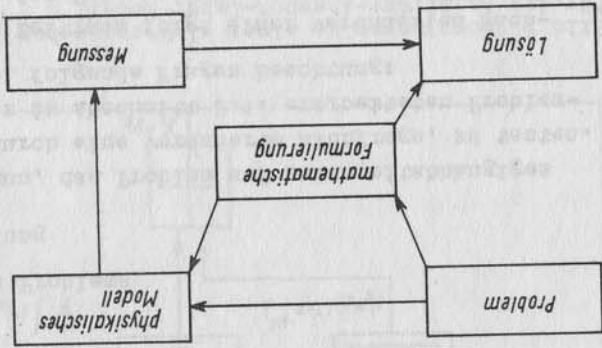 Problem
physikalisches
Modell
mathematische
Formulierung
Lösung
Messung